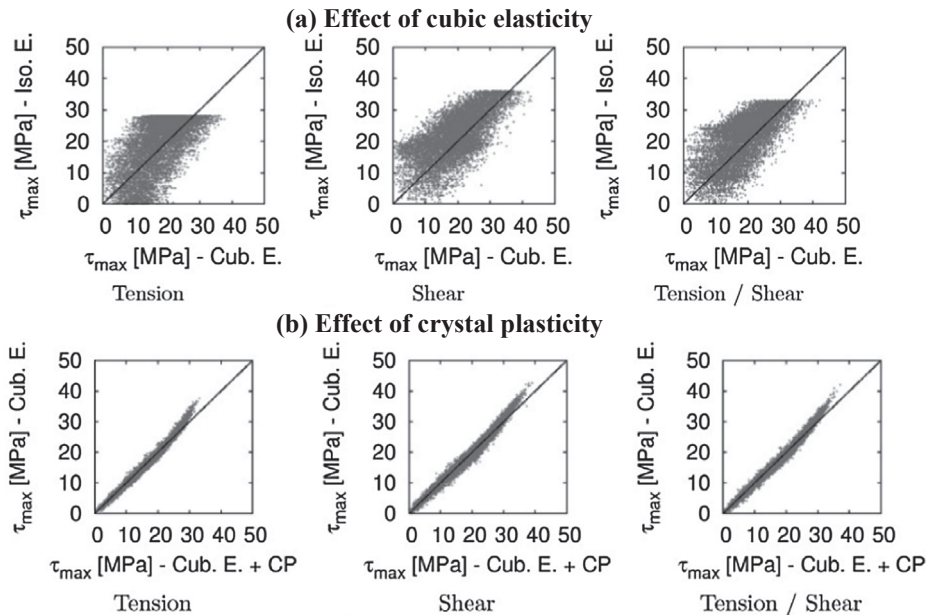 (a) Effect of cubic elasticity
τmax [MPa] - Iso. E.
50
40
30
20
10
0
0 10 20 30 40 50
τmax [MPa] - Cub. E.
Tension
τmax [MPa] - Iso. E.
50
40
30
20
10
0
0 10 20 30 40 50
τmax [MPa] - Cub. E.
Shear
τmax [MPa] - Iso. E.
50
40
30
20
10
0
0 10 20 30 40 50
τmax [MPa] - Cub. E.
Tension / Shear
(b) Effect of crystal plasticity
τmax [MPa] - Cub. E.
50
40
30
20
10
0
0 10 20 30 40 50
τmax [MPa] - Cub. E. + CP
Tension
τmax [MPa] - Cub. E.
50
40
30
20
10
0
0 10 20 30 40 50
τmax [MPa] - Cub. E. + CP
Shear
τmax [MPa] - Cub. E.
50
40
30
20
10
0
0 10 20 30 40 50
τmax [MPa] - Cub. E. + CP
Tension / Shear